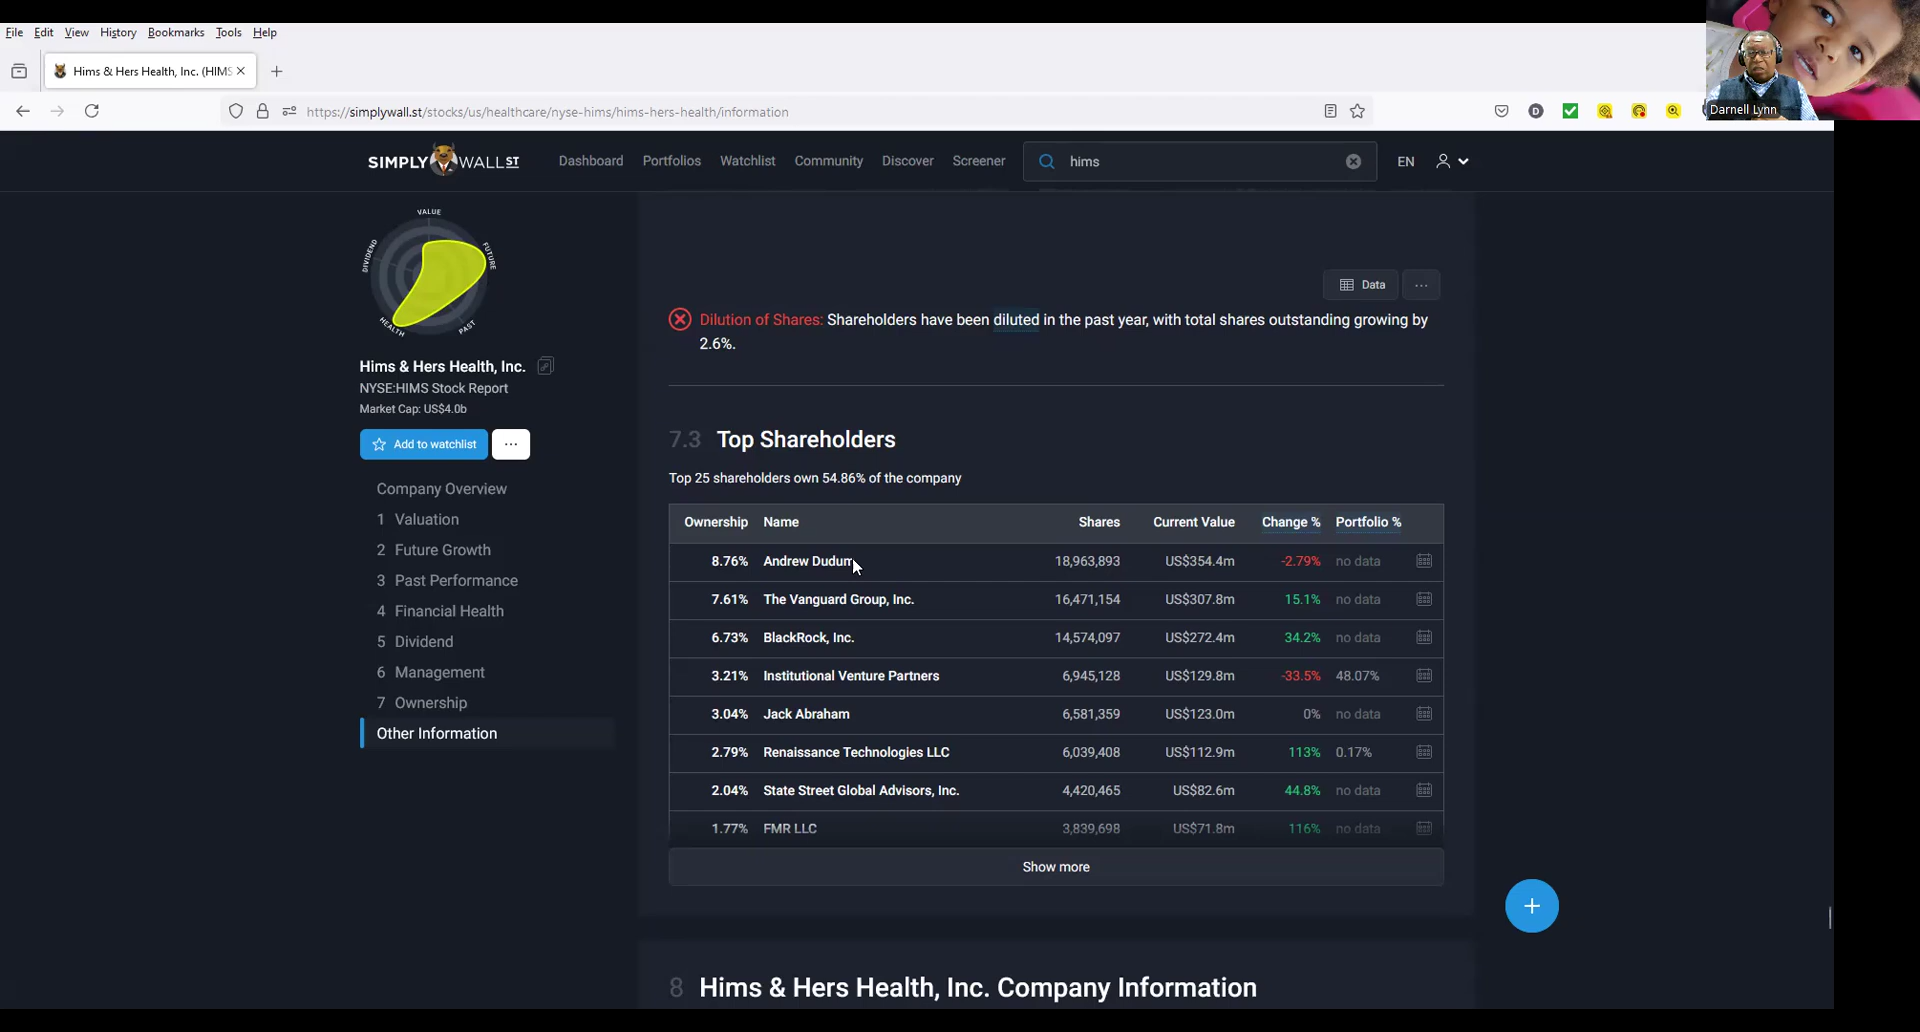 File Edit View History Bookmarks Tools Help
Hims & Hers Health, Inc. (HIMS
https://simplywall.st/stocks/us/healthcare/nyse-hims/hims-hers-health/information
Darnell Lynn
SIMPLY WALL ST Dashboard Portfolios Watchlist Community Discover Screener hims EN
VALUE
FUTURE
PAST
HEALTH
DIVIDEND
Hims & Hers Health, Inc.
NYSE:HIMS Stock Report
Market Cap: US$4.0b
Add to watchlist ...
Company Overview
1 Valuation
2 Future Growth
3 Past Performance
4 Financial Health
5 Dividend
6 Management
7 Ownership
Other Information
Data ...
Dilution of Shares: Shareholders have been diluted in the past year, with total shares outstanding growing by
2.6%.
7.3 Top Shareholders
Top 25 shareholders own 54.86% of the company
Ownership Name Shares Current Value Change % Portfolio %
8.76% Andrew Dudum 18,963,893 US$354.4m -2.79% no data
7.61% The Vanguard Group, Inc. 16,471,154 US$307.8m 15.1% no data
6.73% BlackRock, Inc. 14,574,097 US$272.4m 34.2% no data
3.21% Institutional Venture Partners 6,945,128 US$129.8m -33.5% 48.07%
3.04% Jack Abraham 6,581,359 US$123.0m 0% no data
2.79% Renaissance Technologies LLC 6,039,408 US$112.9m 113% 0.17%
2.04% State Street Global Advisors, Inc. 4,420,465 US$82.6m 44.8% no data
1.77% FMR LLC 3,839,698 US$71.8m 116% no data
Show more
8 Hims & Hers Health, Inc. Company Information